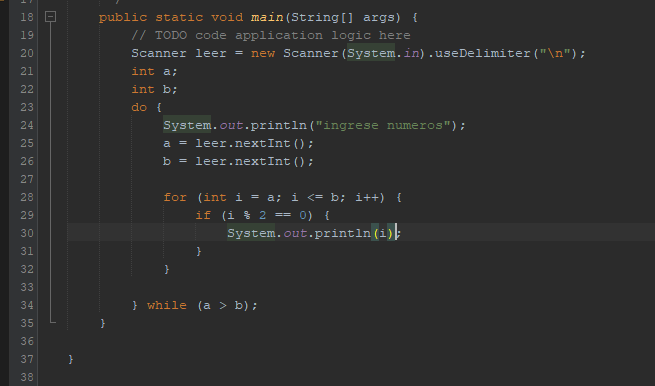 17
18 public static void main(String[] args) {
19 // TODO code application logic here
20 Scanner leer = new Scanner(System.in).useDelimiter("\n");
21 int a;
22 int b;
23 do {
24 System.out.println("ingrese numeros");
25 a = leer.nextInt();
26 b = leer.nextInt();
27
28 for (int i = a; i <= b; i++) {
29 if (i % 2 == 0) {
30 System.out.println(i);
31 }
32 }
33
34 } while (a > b);
35 }
36
37 }
38